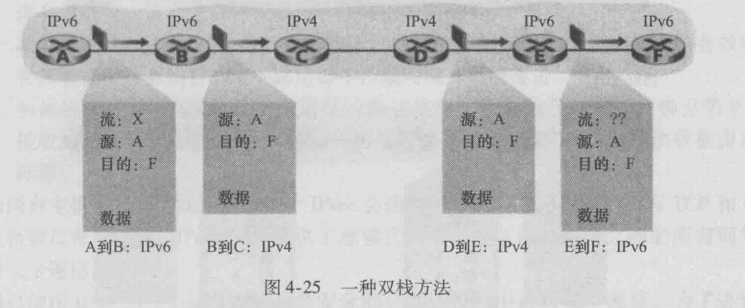 IPv6 IPv6 IPv4 IPv4 IPv6 IPv6
A B C D E F
流：X
源：A
目的：F
数据
源：A
目的：F
数据
源：A
目的：F
数据
流：??
源：A
目的：F
数据
A到B：IPv6 B到C：IPv4 D到E：IPv4 E到F：IPv6
图 4-25 一种双栈方法